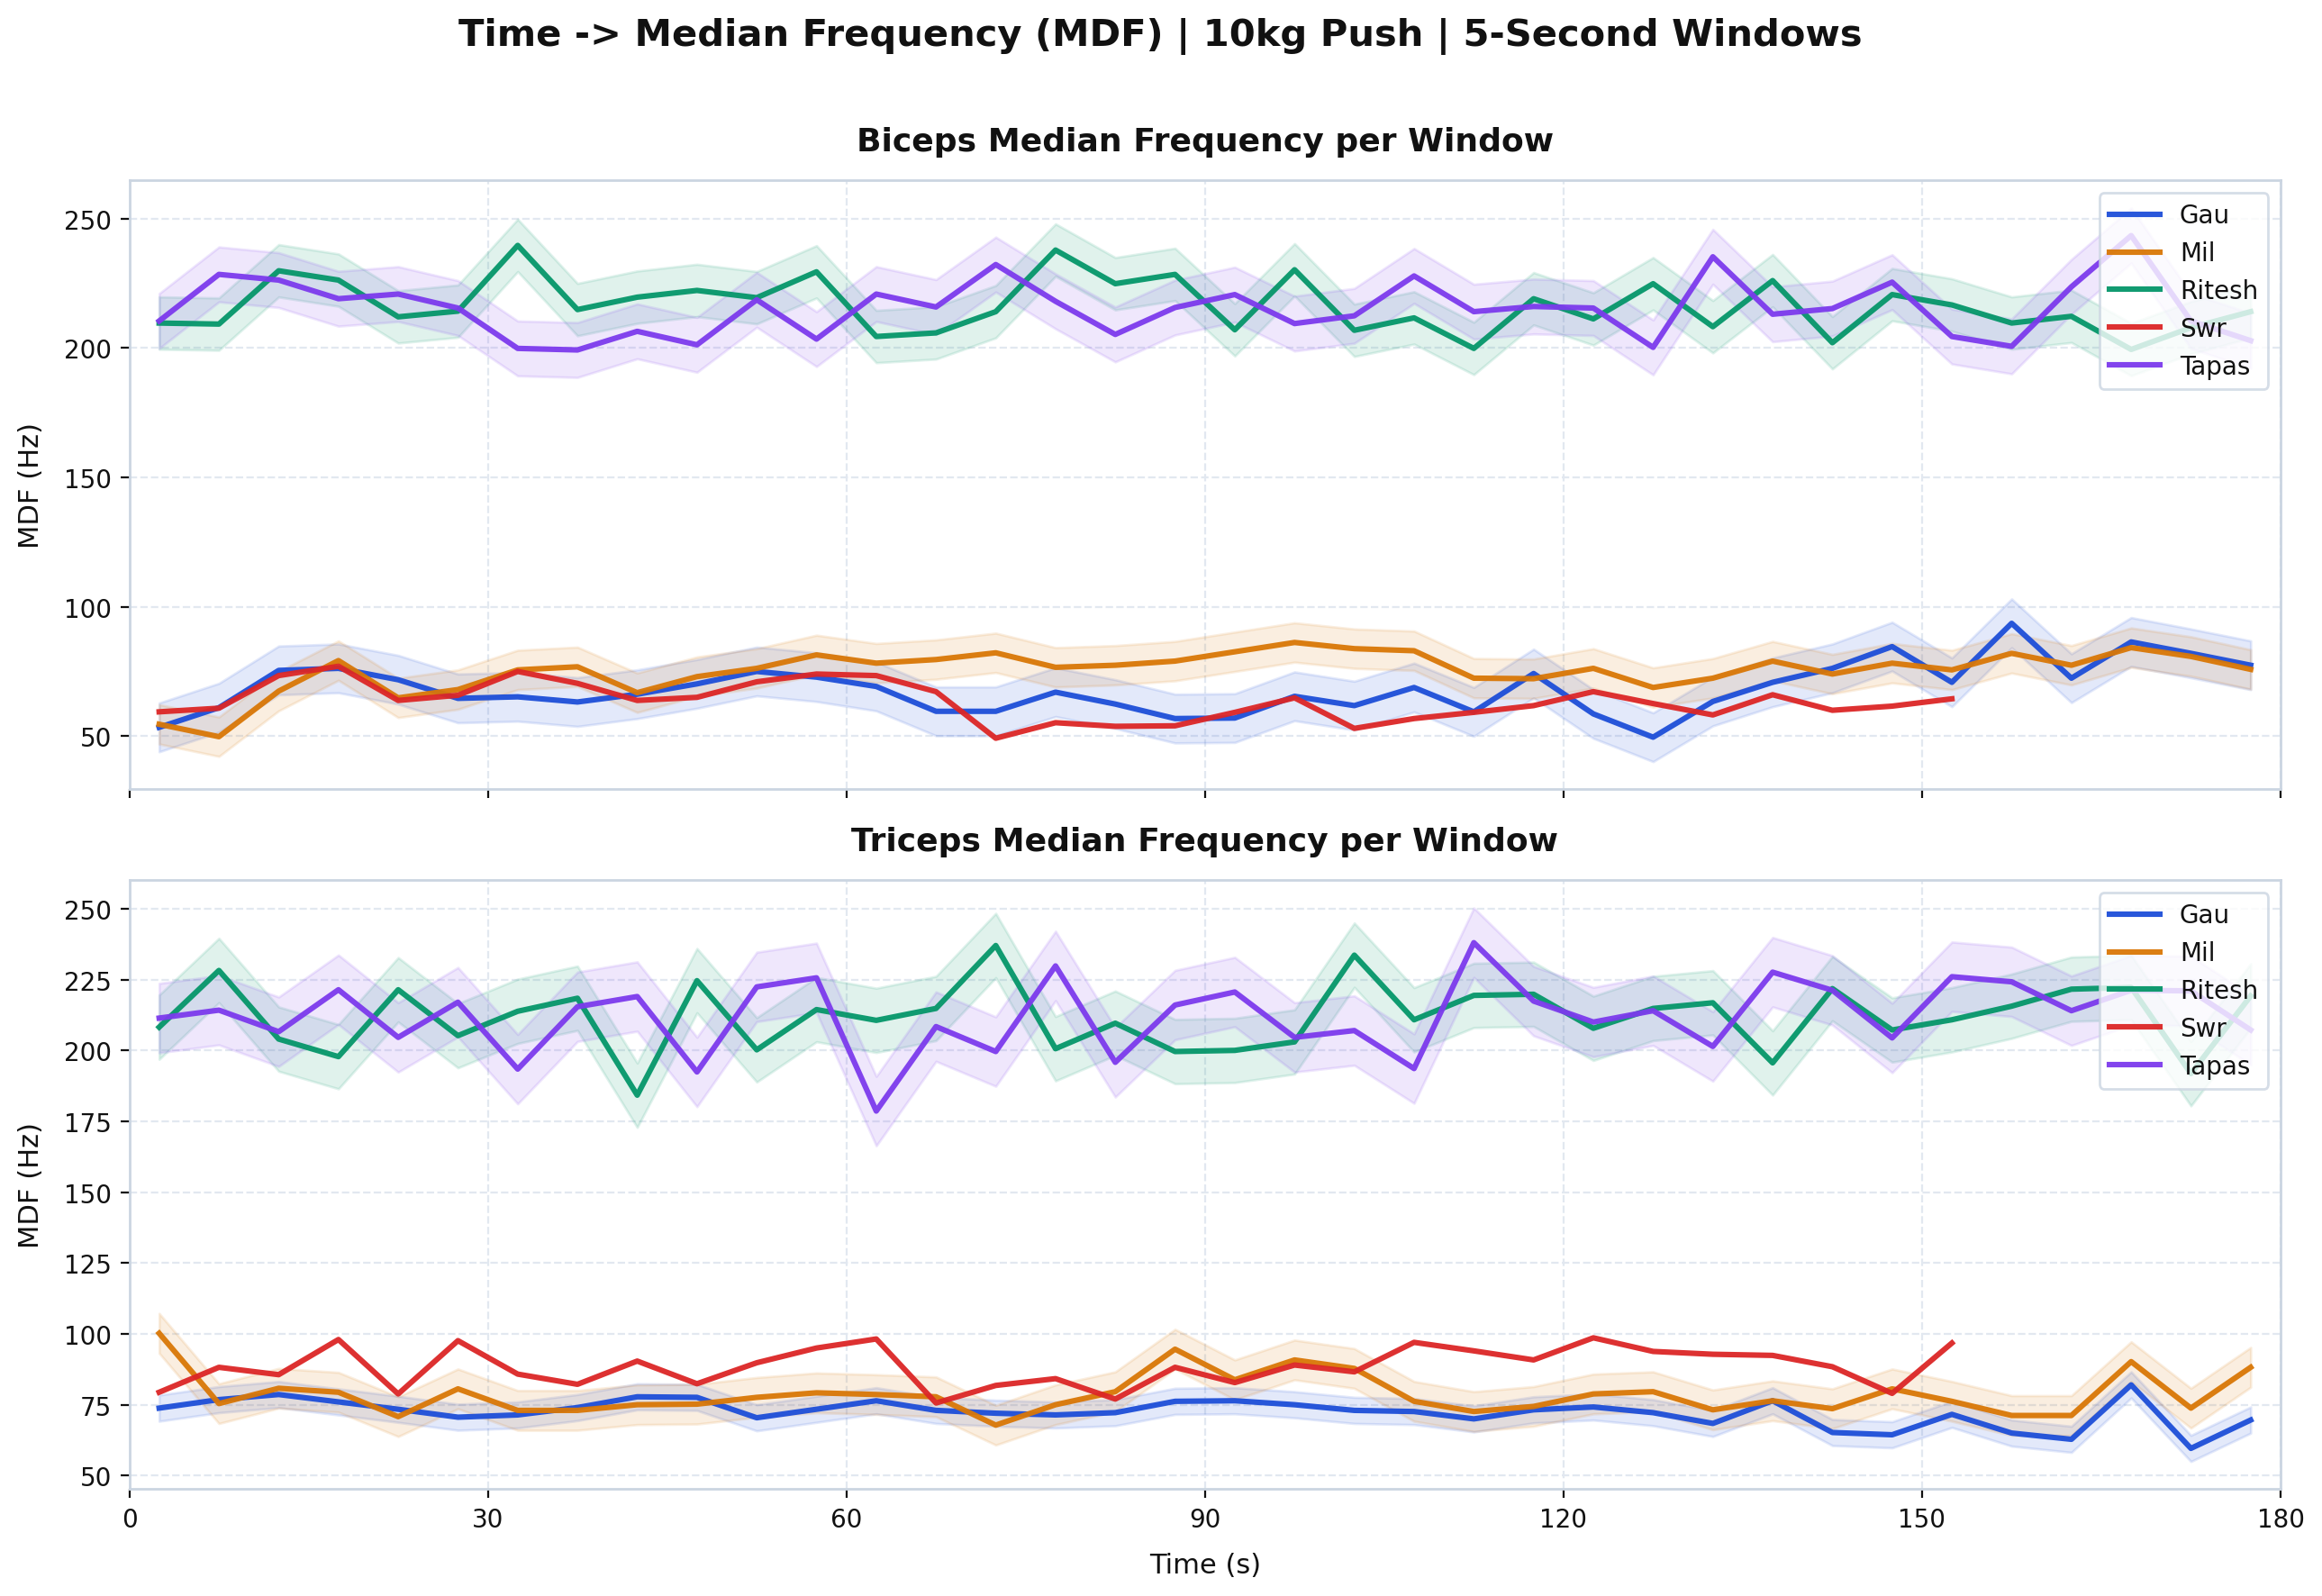 Time -> Median Frequency (MDF) | 10kg Push | 5-Second Windows
Biceps Median Frequency per Window
MDF (Hz)
250
200
150
100
50
Gau
Mil
Ritesh
Swr
Tapas
Triceps Median Frequency per Window
MDF (Hz)
250
225
200
175
150
125
100
75
50
Gau
Mil
Ritesh
Swr
Tapas
0
30
60
90
120
150
180
Time (s)